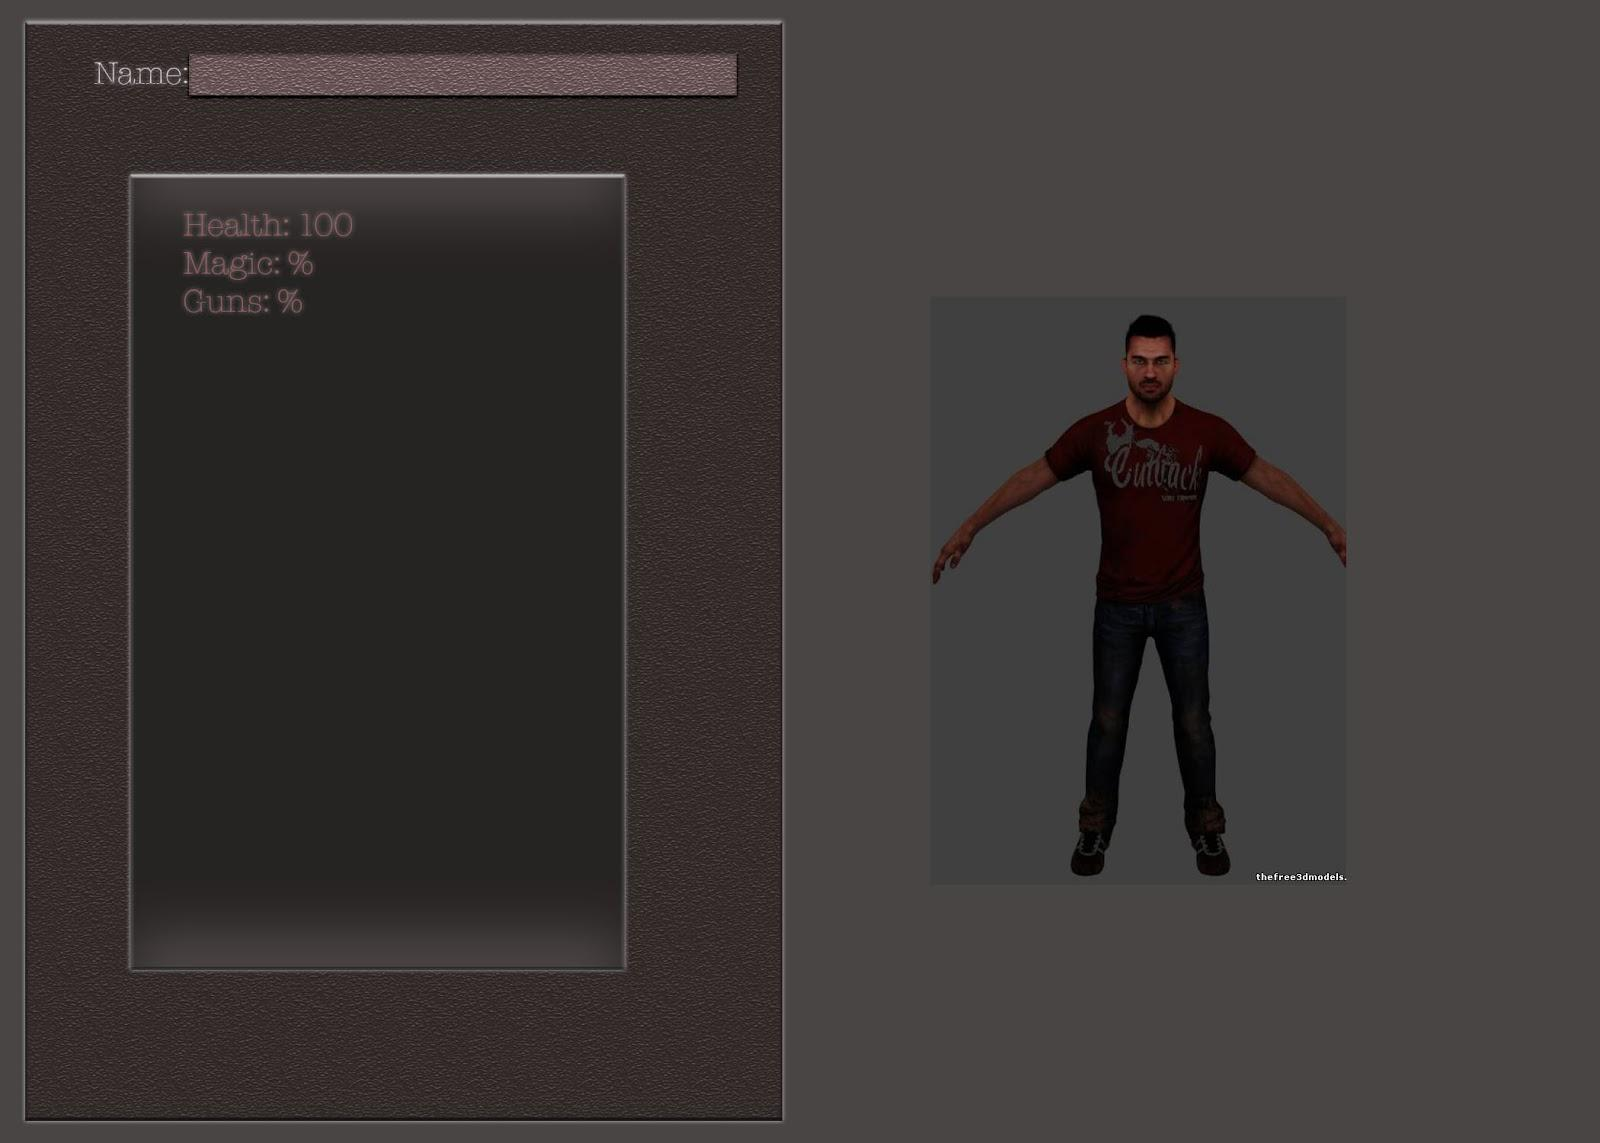 Name:
Health: 100
Magic: %
Guns: %
Cutback
thefree3dmodels.